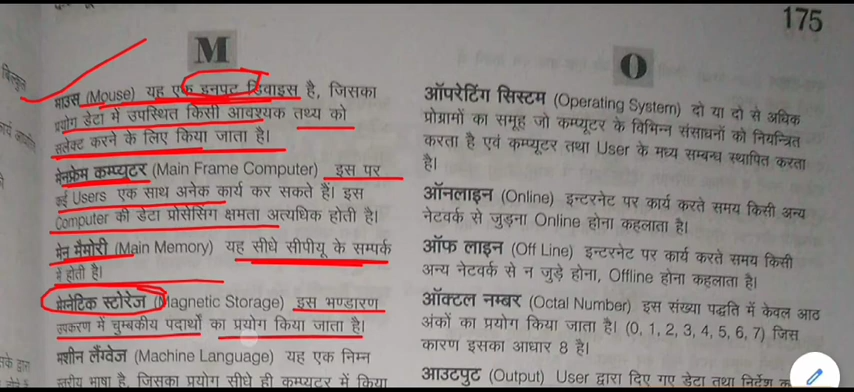 175
M
माउस (Mouse) यह एक इनपुट डिवाइस है, जिसका
प्रयोग डेटा में उपस्थित किसी आवश्यक तथ्य को
सलेक्ट करने के लिए किया जाता है।
मेनफ्रेम कम्प्यूटर (Main Frame Computer) इस पर
कई Users एक साथ अनेक कार्य कर सकते हैं। इस
Computer की डेटा प्रोसेसिंग क्षमता अत्यधिक होती है।
मेन मैमोरी (Main Memory) यह सीधे सीपीयू के सम्पर्क
में होती है।
मैग्नेटिक स्टोरेज (Magnetic Storage) इस भण्डारण
उपकरण में चुम्बकीय पदार्थों का प्रयोग किया जाता है।
मशीन लैंग्वेज (Machine Language) यह एक निम्न
स्तरीय भाषा है, जिसका प्रयोग सीधे ही कम्प्यूटर में किया
O
ऑपरेटिंग सिस्टम (Operating System) दो या दो से अधिक
प्रोग्रामों का समूह जो कम्प्यूटर के विभिन्न संसाधनों को नियन्त्रित
करता है एवं कम्प्यूटर तथा User के मध्य सम्बन्ध स्थापित करता
है।
ऑनलाइन (Online) इन्टरनेट पर कार्य करते समय किसी अन्य
नेटवर्क से जुड़ना Online होना कहलाता है।
ऑफ लाइन (Off Line) इन्टरनेट पर कार्य करते समय किसी
अन्य नेटवर्क से न जुड़े होना, Offline होना कहलाता है।
ऑक्टल नम्बर (Octal Number) इस संख्या पद्धति में केवल आठ
अंकों का प्रयोग किया जाता है। (0, 1, 2, 3, 4, 5, 6, 7) जिस
कारण इसका आधार 8 है।
आउटपुट (Output) User द्वारा दिए गए डेटा तथा निर्देश